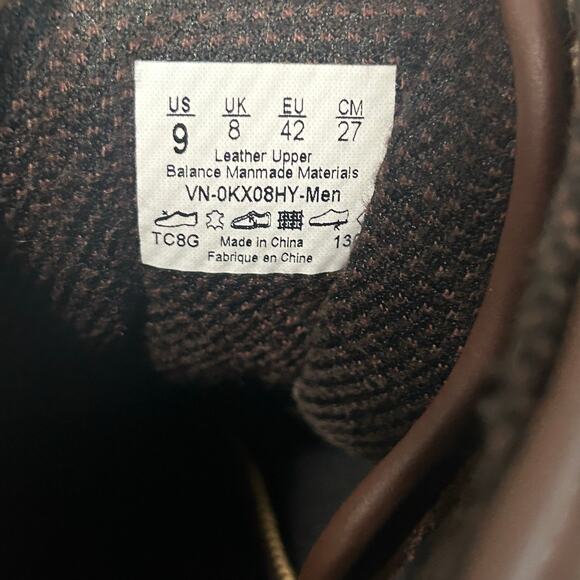 US UK EU CM
9 8 42 27
Leather Upper
Balance Manmade Materials
VN-0KX08HY-Men
TC8G Made in China
Fabrique en Chine